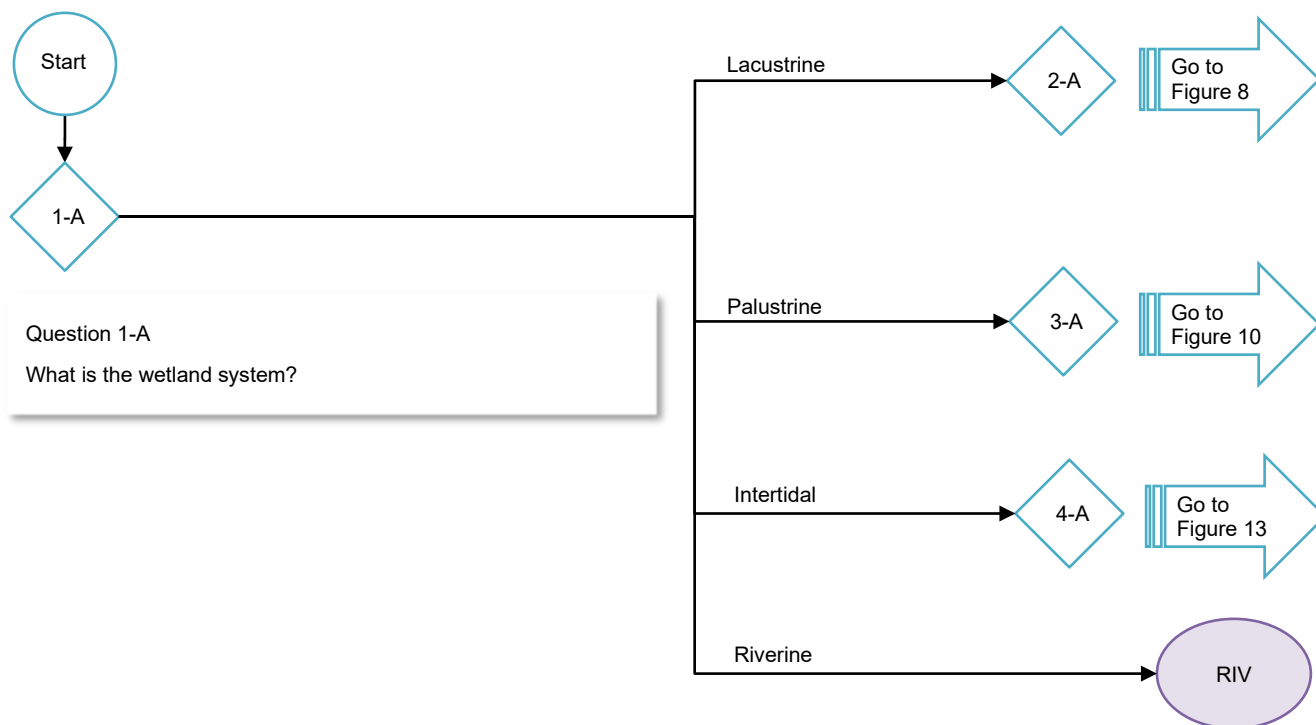 Start
Lacustrine
2-A
Go to
Figure 8
1-A
Question 1-A
What is the wetland system?
Palustrine
3-A
Go to
Figure 10
Intertidal
4-A
Go to
Figure 13
Riverine
RIV